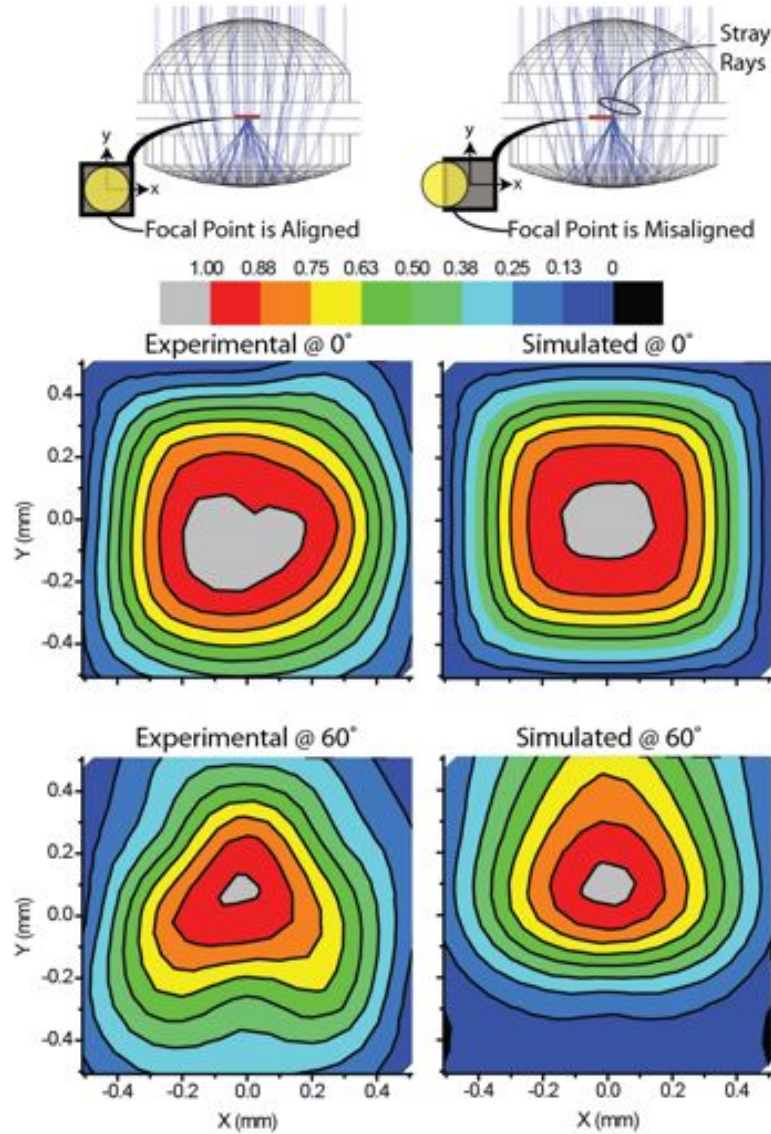 Stray
Rays
y
x
y
x
Focal Point is Aligned
Focal Point is Misaligned
1.00 0.88 0.75 0.63 0.50 0.38 0.25 0.13 0
Experimental @ 0˚
Simulated @ 0˚
0.4
0.2
0.0
-0.2
-0.4
Y (mm)
Experimental @ 60˚
Simulated @ 60˚
0.4
0.2
0.0
-0.2
-0.4
Y (mm)
-0.4 -0.2 0.0 0.2 0.4
-0.4 -0.2 0.0 0.2 0.4
X (mm)
X (mm)